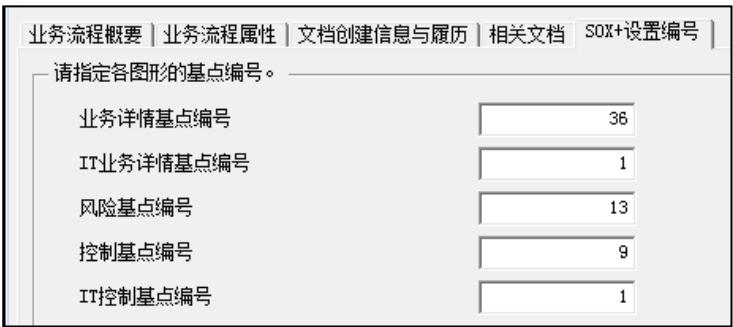 业务流程概要 业务流程属性 文档创建信息与履历 相关文档 SOX+设置编号
请指定各图形的基点编号。
业务详情基点编号 36
IT业务详情基点编号 1
风险基点编号 13
控制基点编号 9
IT控制基点编号 1